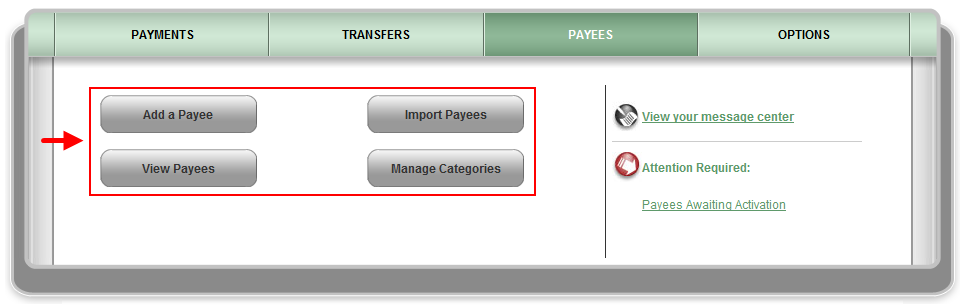 PAYMENTS TRANSFERS PAYEES OPTIONS
Add a Payee Import Payees
View Payees Manage Categories
View your message center
Attention Required:
Payees Awaiting Activation